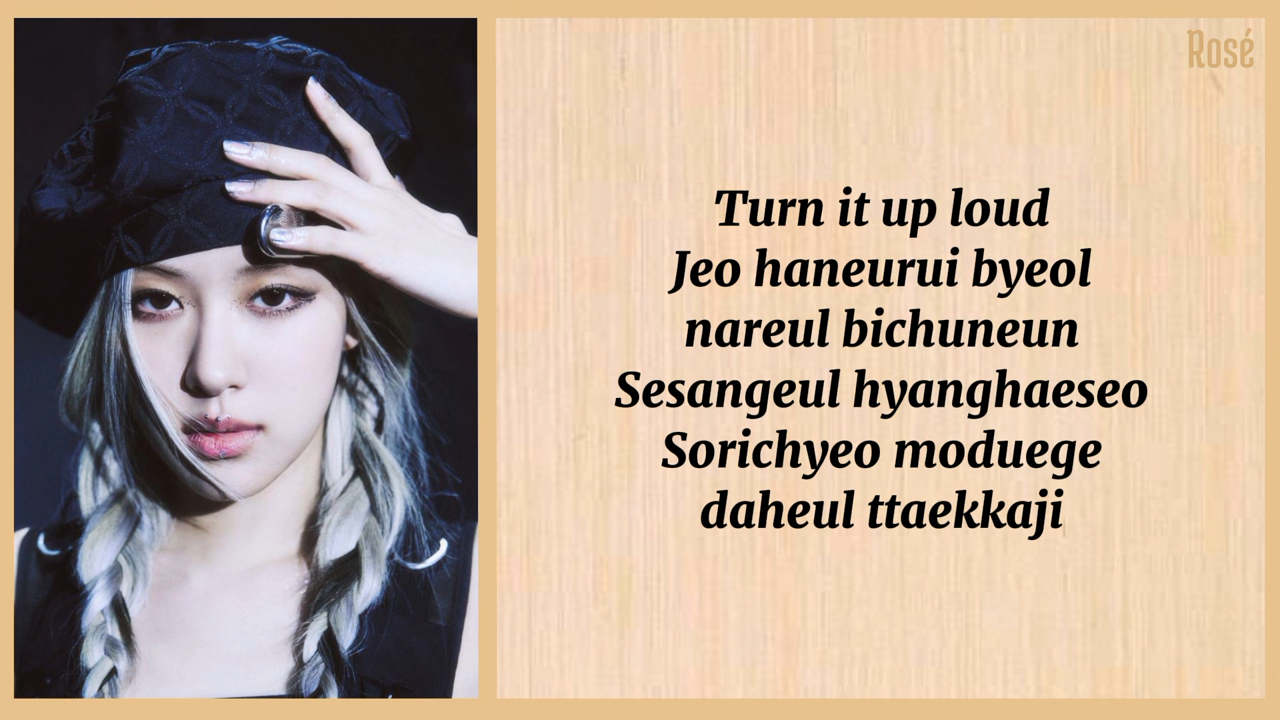 Rosé
Turn it up loud
Jeo haneurui byeol
nareul bichuneun
Sesangeul hyanghaeseo
Sorichyeo moduege
daheul ttaekkaji